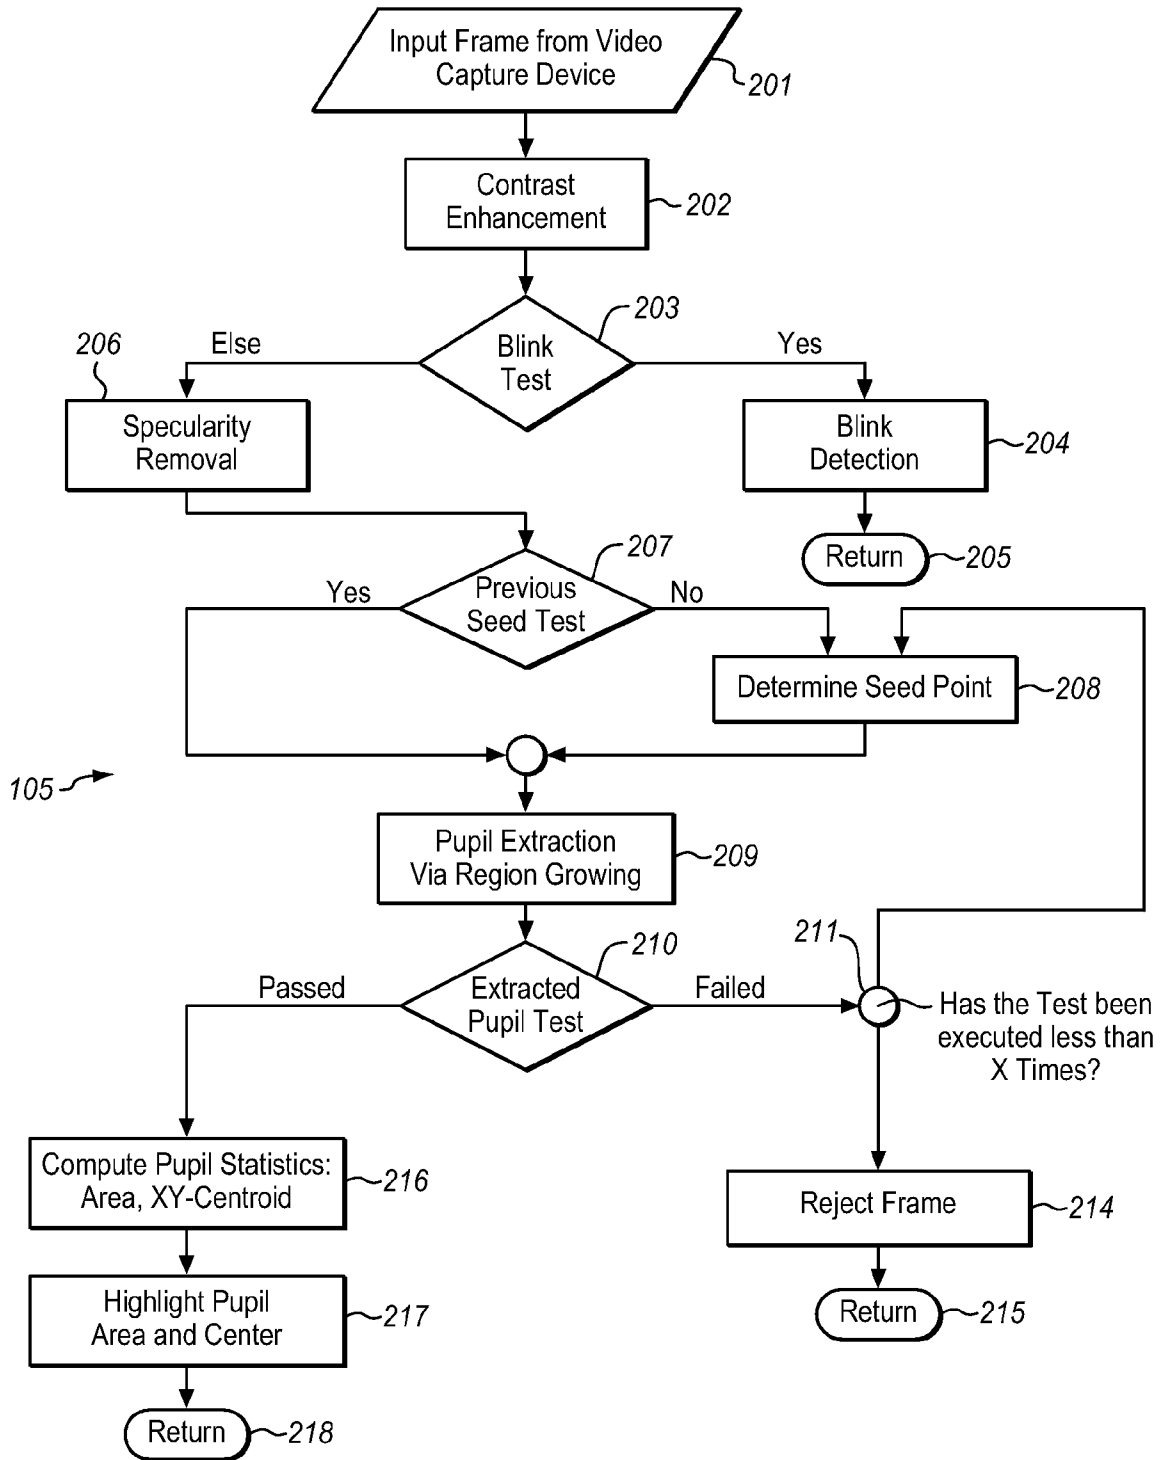 Input Frame from Video
Capture Device
201
Contrast
Enhancement
202
203
Blink
Test
Else
Yes
206
Specularity
Removal
Blink
Detection
204
Return
205
207
Previous
Seed Test
Yes
No
Determine Seed Point
208
105
Pupil Extraction
Via Region Growing
209
210
211
Extracted
Pupil Test
Passed
Failed
Has the Test been
executed less than
X Times?
Compute Pupil Statistics:
Area, XY-Centroid
216
Reject Frame
214
Highlight Pupil
Area and Center
217
Return
215
Return
218